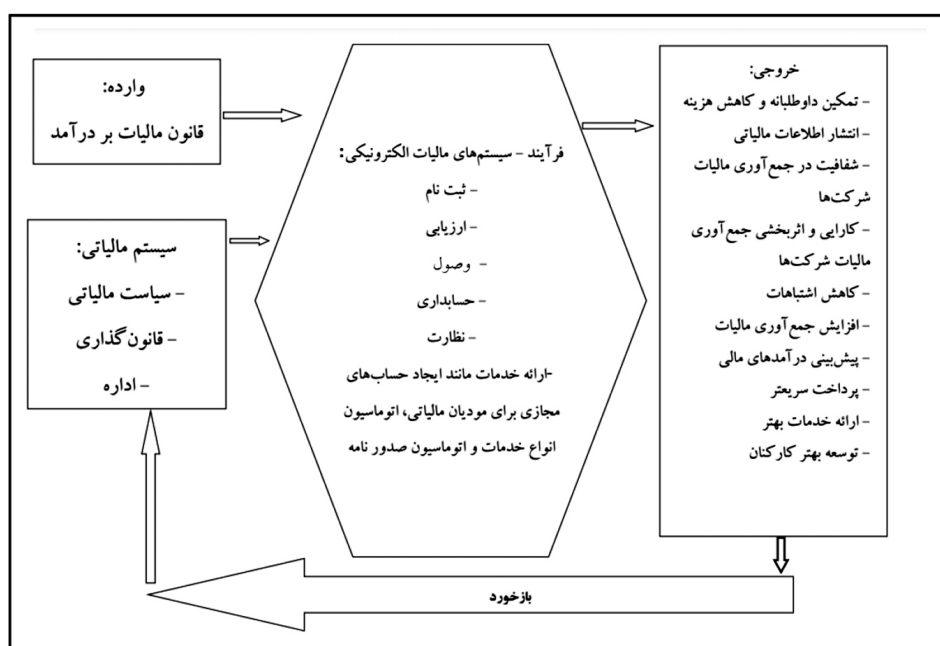 وارده:
قانون مالیات بر درآمد
سیستم مالیاتی:
– سیاست مالیاتی
– قانون‌گذاری
– اداره
فرآیند – سیستم‌های مالیات الکترونیکی:
– ثبت نام
– ارزیابی
– وصول
– حسابداری
– نظارت
-ارائه خدمات مانند ایجاد حساب‌های
مجازی برای مودیان مالیاتی، اتوماسیون
انواع خدمات و اتوماسیون صدور نامه
خروجی:
– تمکین داوطلبانه و کاهش هزینه
– انتشار اطلاعات مالیاتی
– شفافیت در جمع‌آوری مالیات
شرکت‌ها
– کارایی و اثربخشی جمع‌آوری
مالیات شرکت‌ها
– کاهش اشتباهات
– افزایش جمع‌آوری مالیات
– پیش‌بینی درآمدهای مالی
– پرداخت سریعتر
– ارائه خدمات بهتر
– توسعه بهتر کارکنان
بازخورد